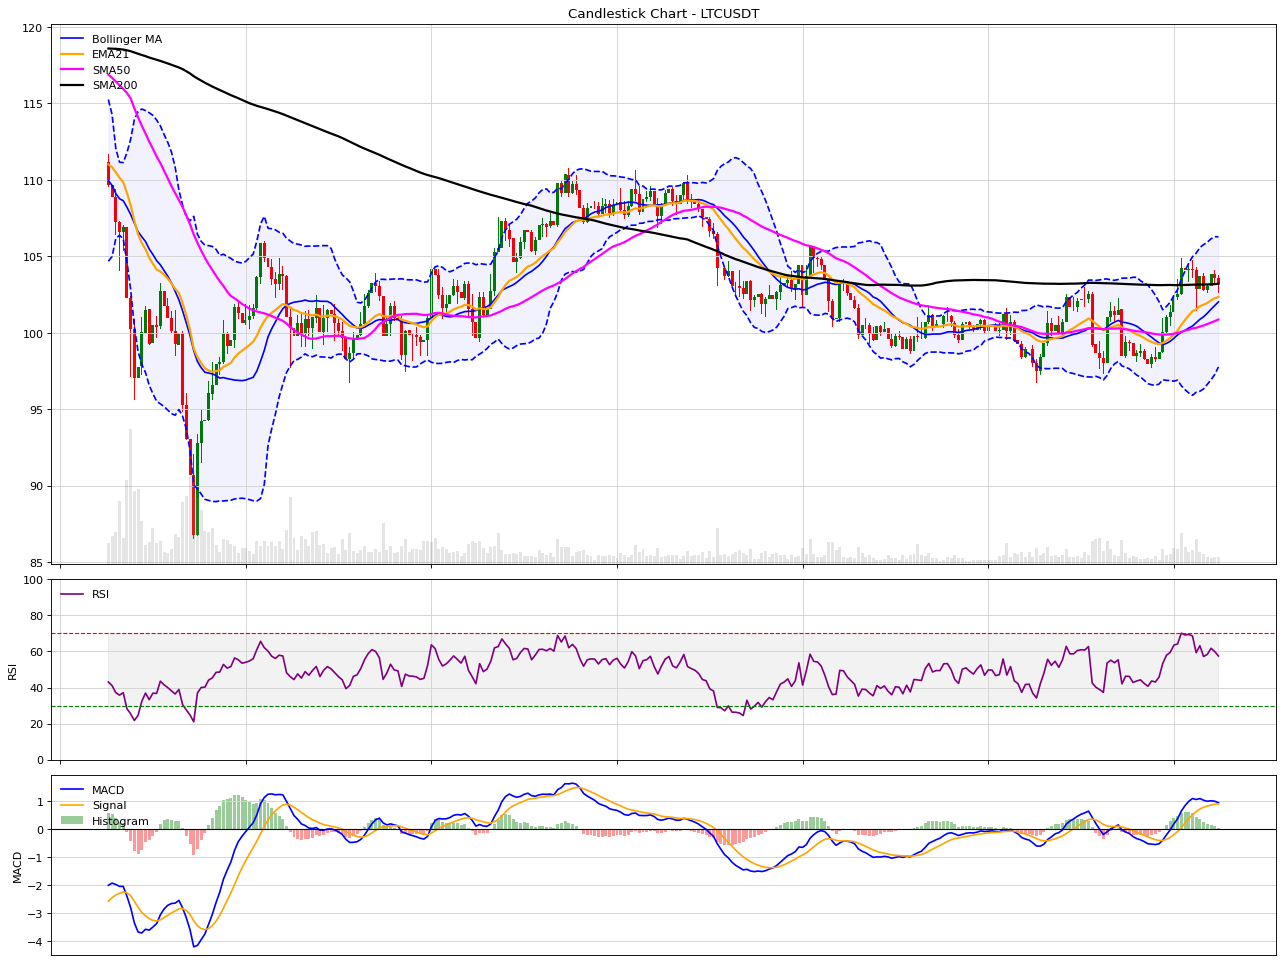 Candlestick Chart - LTCUSDT
120
115
110
105
100
95
90
85
Bollinger MA
EMA21
SMA50
SMA200
100
80
60
40
20
0
RSI
RSI
1
0
−1
−2
−3
−4
MACD
MACD
Signal
Histogram